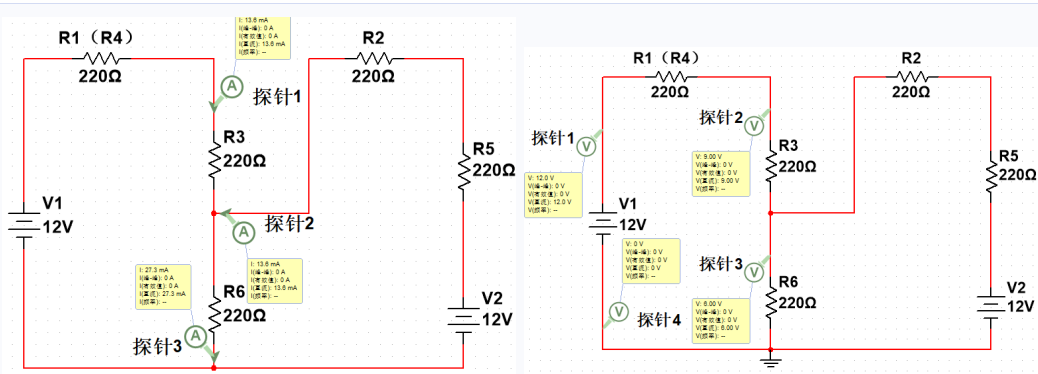 I: 13.6 mA
I(峰-峰): 0 A
I(有效值): 0 A
I(直流): 13.6 mA
I(频率): --
R1（R4）
220Ω
R2
220Ω
探针1
R3
220Ω
R5
220Ω
V1
12V
探针2
I: 13.6 mA
I(峰-峰): 0 A
I(有效值): 0 A
I(直流): 13.6 mA
I(频率): --
I: 27.3 mA
I(峰-峰): 0 A
I(有效值): 0 A
I(直流): 27.3 mA
I(频率): --
R6
220Ω
V2
12V
探针3
A
A
A
R1（R4）
220Ω
R2
220Ω
探针1
V
探针2
V
R3
220Ω
V: 9.00 V
V(峰-峰): 0 V
V(有效值): 0 V
V(直流): 9.00 V
V(频率): --
R5
220Ω
V: 12.0 V
V(峰-峰): 0 V
V(有效值): 0 V
V(直流): 12.0 V
V(频率): --
V1
12V
V: 0 V
V(峰-峰): 0 V
V(有效值): 0 V
V(直流): 0 V
V(频率): --
探针3
V
R6
220Ω
V: 6.00 V
V(峰-峰): 0 V
V(有效值): 0 V
V(直流): 6.00 V
V(频率): --
V2
12V
V
探针4